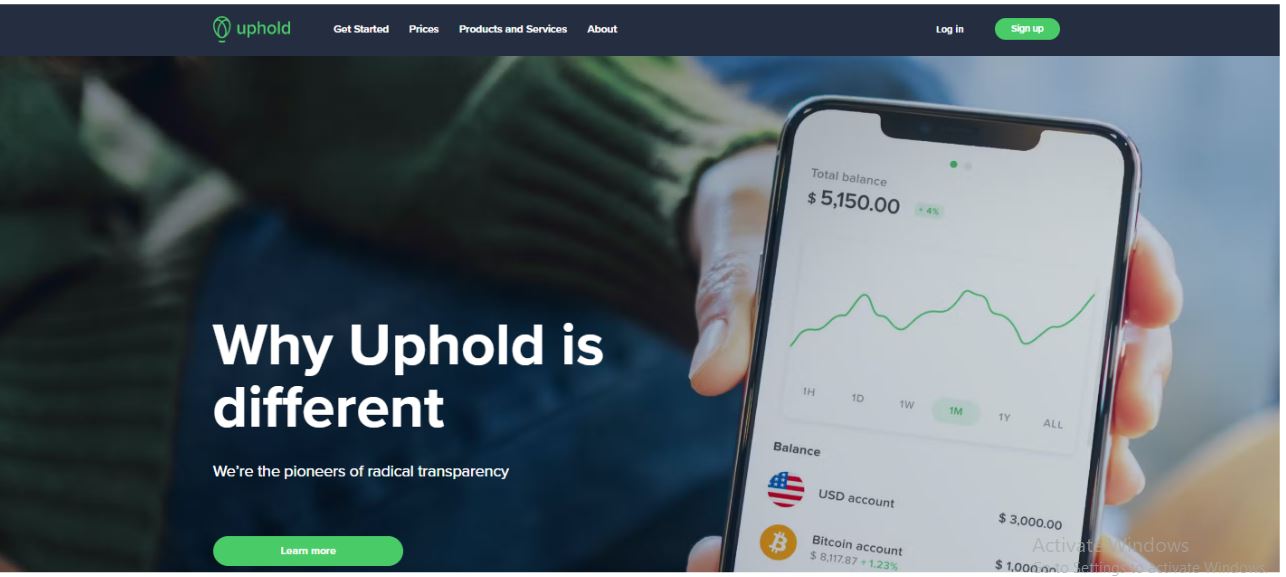 uphold
Get Started
Prices
Products and Services
About
Log in
Sign up
Total balance
$ 5,150.00
+ 4%
1H
1D
1W
1M
1Y
ALL
Why Uphold is
different
We're the pioneers of radical transparency
Learn more
Balance
USD account
$ 3,000.00
Bitcoin account
$ 8,117.87 + 1.23%
Activate Windows
Go to Settings to activate Windows.